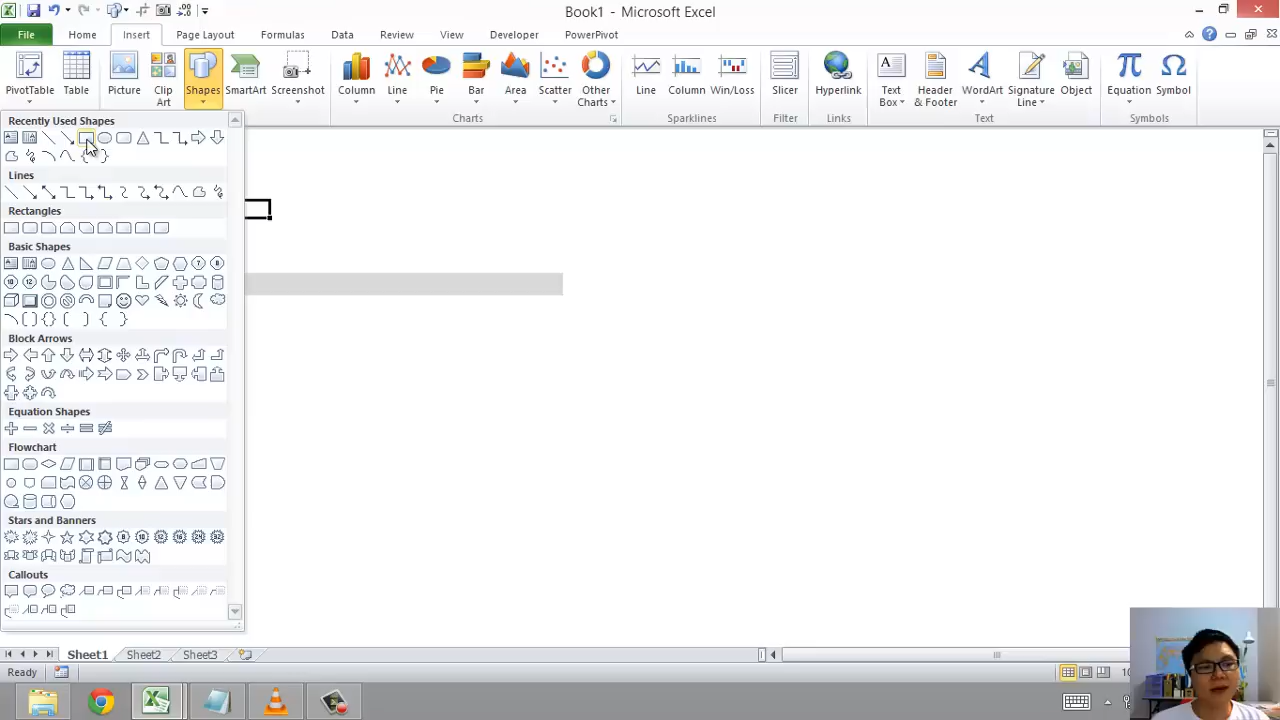 Book1 - Microsoft Excel
File Home Insert Page Layout Formulas Data Review View Developer PowerPivot
PivotTable Table Picture Clip Art Shapes SmartArt Screenshot Column Line Pie Bar Area Scatter Other Charts Line Column Win/Loss Slicer Hyperlink Text Box Header & Footer WordArt Signature Line Object Equation Symbol
Charts Sparklines Filter Links Text Symbols
Recently Used Shapes
Lines
Rectangles
Basic Shapes
Block Arrows
Equation Shapes
Flowchart
Stars and Banners
Callouts
Sheet1 Sheet2 Sheet3
Ready